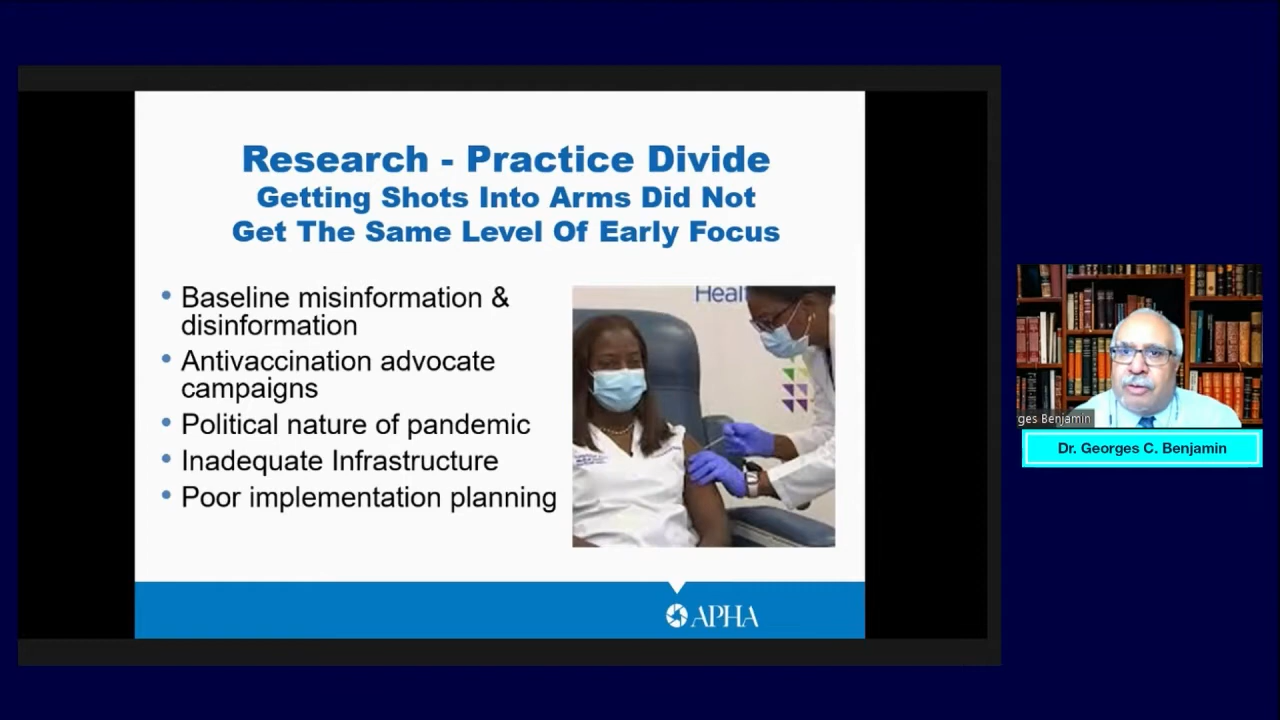 Research - Practice Divide
Getting Shots Into Arms Did Not
Get The Same Level Of Early Focus
• Baseline misinformation &
disinformation
• Antivaccination advocate
campaigns
• Political nature of pandemic
• Inadequate Infrastructure
• Poor implementation planning
Healt
APHA
ges Benjamin
Dr. Georges C. Benjamin